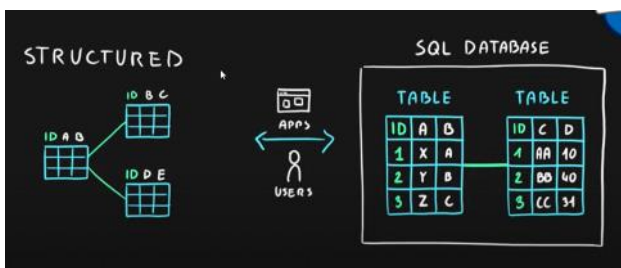 STRUCTURED
ID B C
ID A B
ID D E
APPS
USERS
SQL DATABASE
TABLE
ID A B
1 X A
2 Y B
3 Z C
TABLE
ID C D
1 AA 10
2 BB 40
3 CC 31